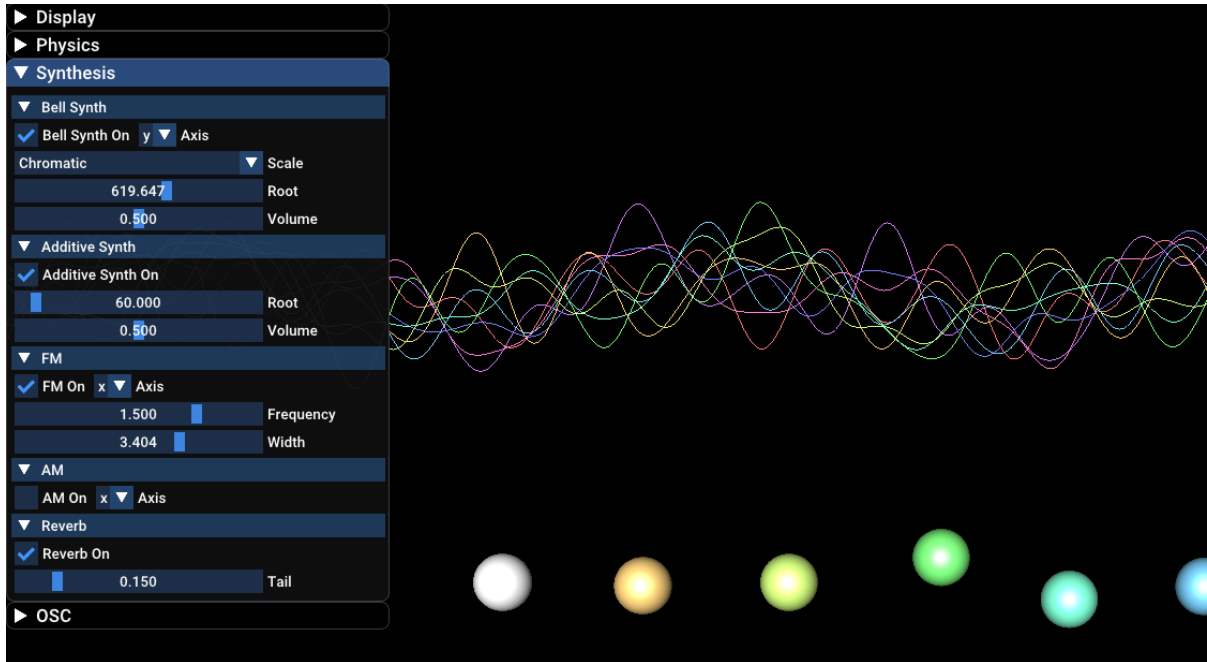 Display
Physics
Synthesis
Bell Synth
Bell Synth On y Axis
Chromatic Scale
619.647 Root
0.500 Volume
Additive Synth
Additive Synth On
60.000 Root
0.500 Volume
FM
FM On x Axis
1.500 Frequency
3.404 Width
AM
AM On x Axis
Reverb
Reverb On
0.150 Tail
OSC